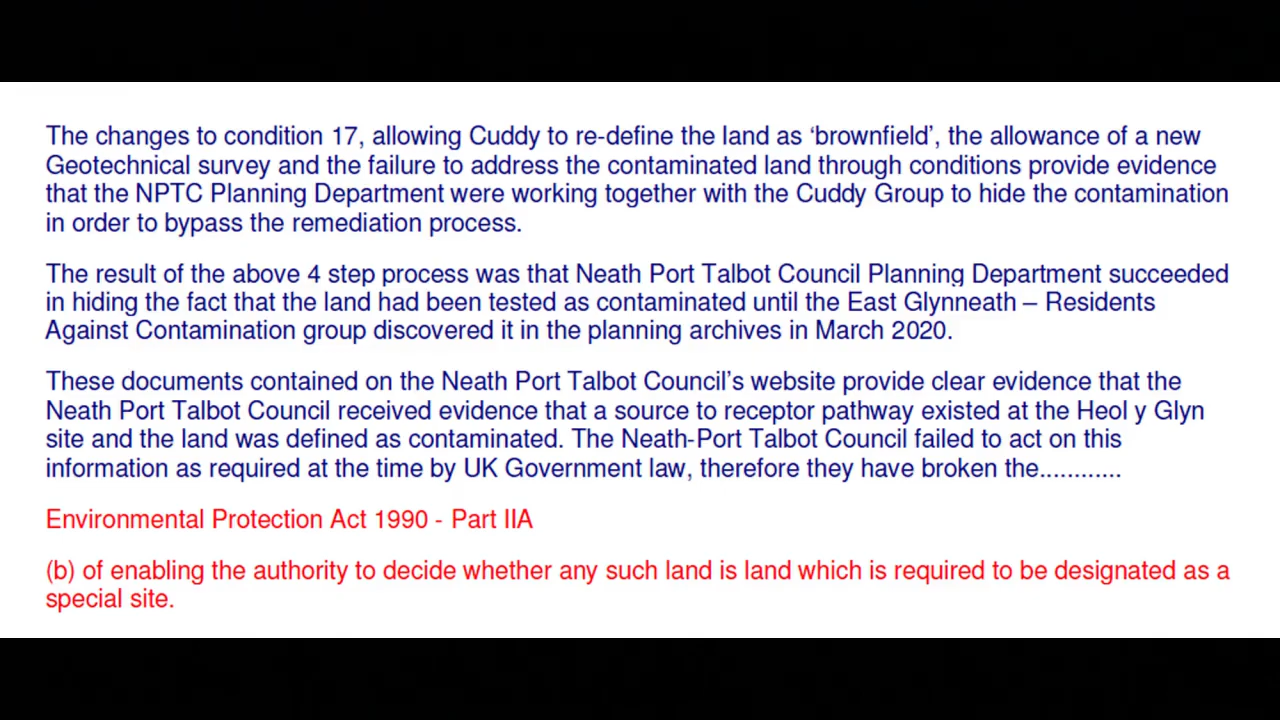 The changes to condition 17, allowing Cuddy to re-define the land as ‘brownfield’, the allowance of a new
Geotechnical survey and the failure to address the contaminated land through conditions provide evidence
that the NPTC Planning Department were working together with the Cuddy Group to hide the contamination
in order to bypass the remediation process.
The result of the above 4 step process was that Neath Port Talbot Council Planning Department succeeded
in hiding the fact that the land had been tested as contaminated until the East Glynneath – Residents
Against Contamination group discovered it in the planning archives in March 2020.
These documents contained on the Neath Port Talbot Council’s website provide clear evidence that the
Neath Port Talbot Council received evidence that a source to receptor pathway existed at the Heol y Glyn
site and the land was defined as contaminated. The Neath-Port Talbot Council failed to act on this
information as required at the time by UK Government law, therefore they have broken the............
Environmental Protection Act 1990 - Part IIA
(b) of enabling the authority to decide whether any such land is land which is required to be designated as a
special site.